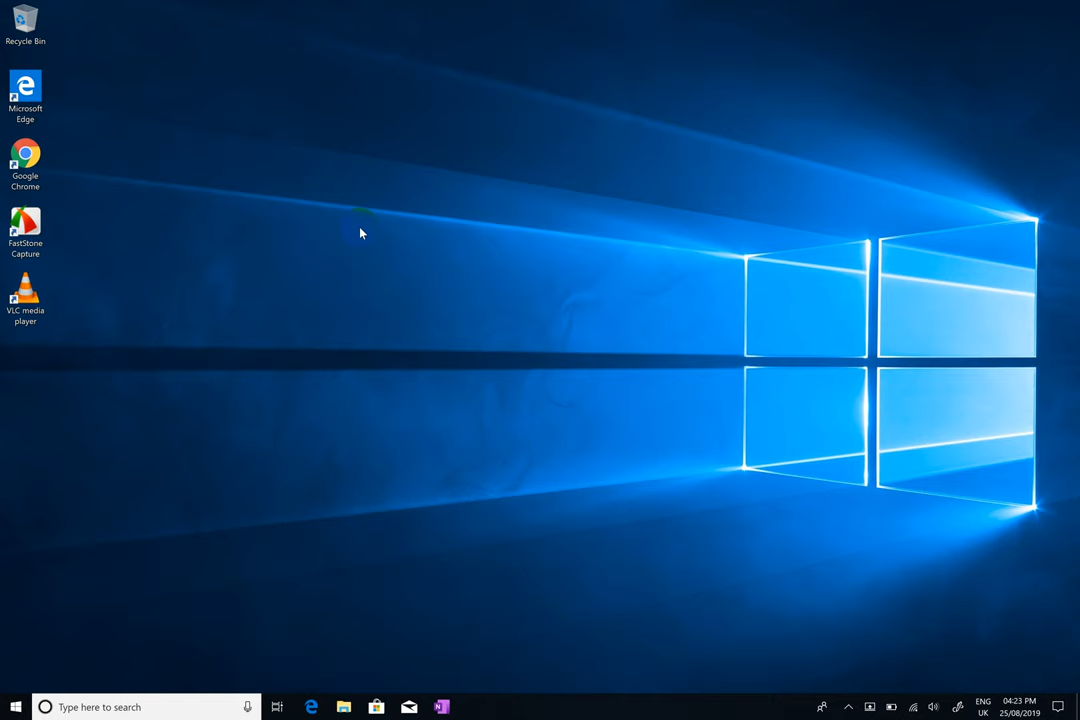 Recycle Bin
Microsoft
Edge
Google
Chrome
FastStone
Capture
VLC media
player
Type here to search
N
ENG
UK
04:23 PM
25/08/2019